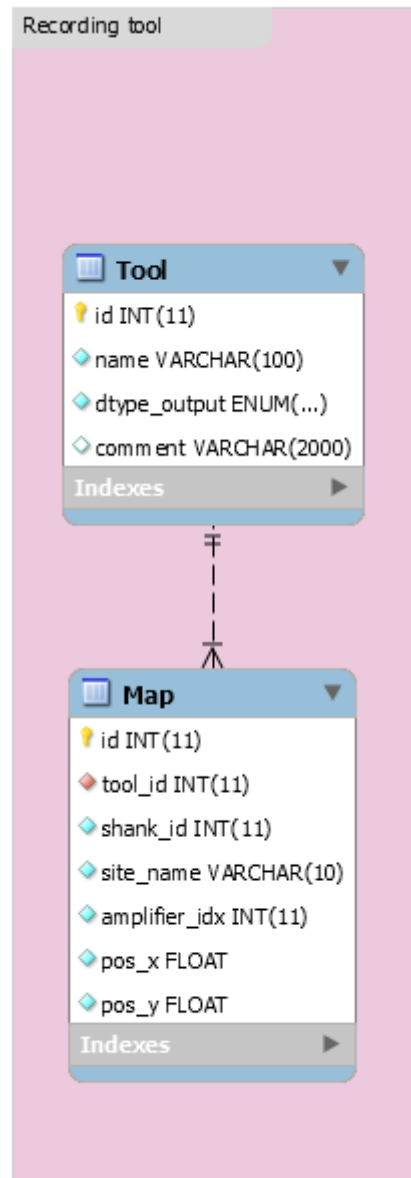 Recording tool
Tool
id INT(11)
name VARCHAR(100)
dtype_output ENUM(...)
comment VARCHAR(2000)
Indexes
Map
id INT(11)
tool_id INT(11)
shank_id INT(11)
site_name VARCHAR(10)
amplifier_idx INT(11)
pos_x FLOAT
pos_y FLOAT
Indexes